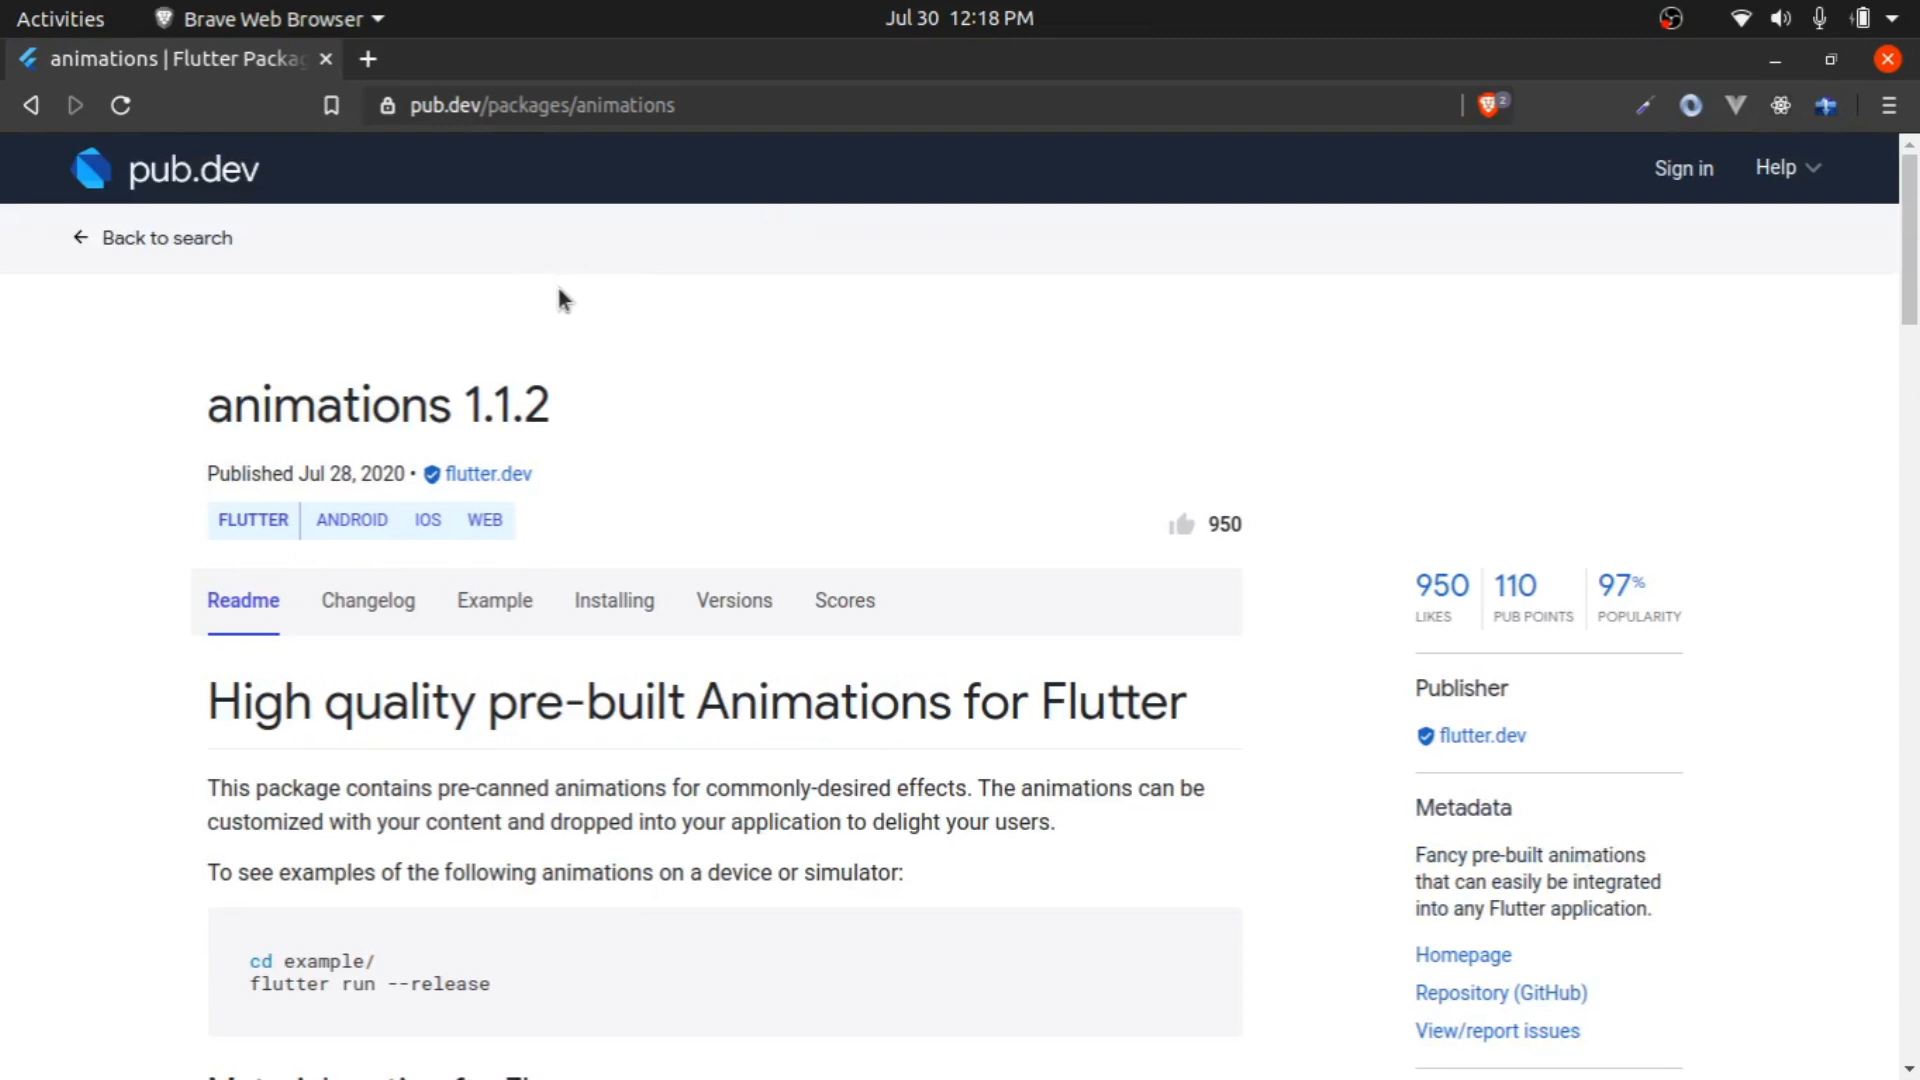 Activities
Brave Web Browser
Jul 30 12:18 PM
animations | Flutter Packag
pub.dev/packages/animations
2
pub.dev
Sign in
Help
Back to search
animations 1.1.2
Published Jul 28, 2020 • flutter.dev
FLUTTER ANDROID IOS WEB
950
Readme Changelog Example Installing Versions Scores
High quality pre-built Animations for Flutter
This package contains pre-canned animations for commonly-desired effects. The animations can be
customized with your content and dropped into your application to delight your users.
To see examples of the following animations on a device or simulator:
cd example/
flutter run --release
950 110 97%
LIKES PUB POINTS POPULARITY
Publisher
flutter.dev
Metadata
Fancy pre-built animations
that can easily be integrated
into any Flutter application.
Homepage
Repository (GitHub)
View/report issues